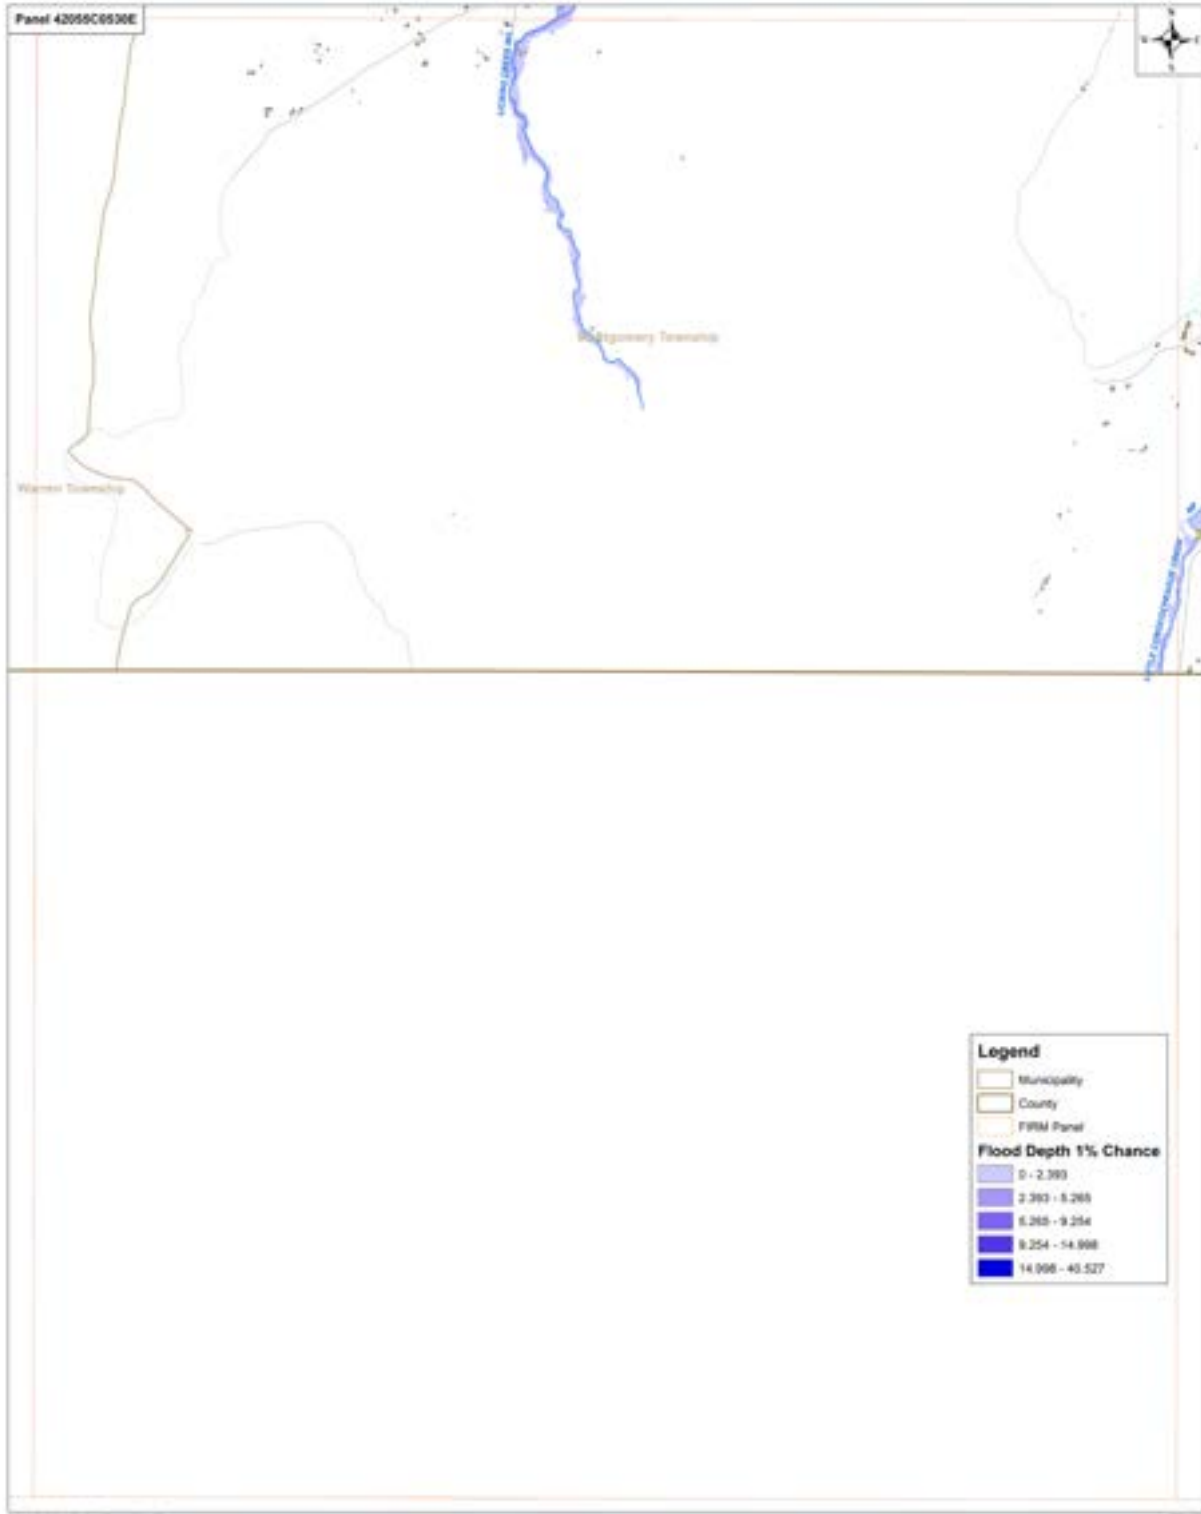 Panel 42055C0530E
N
Township
Warren Township
Legend
Municipality
County
FIRM Panel
Flood Depth 1% Chance
0 - 2.393
2.393 - 5.265
5.265 - 9.254
9.254 - 14.998
14.998 - 40.527